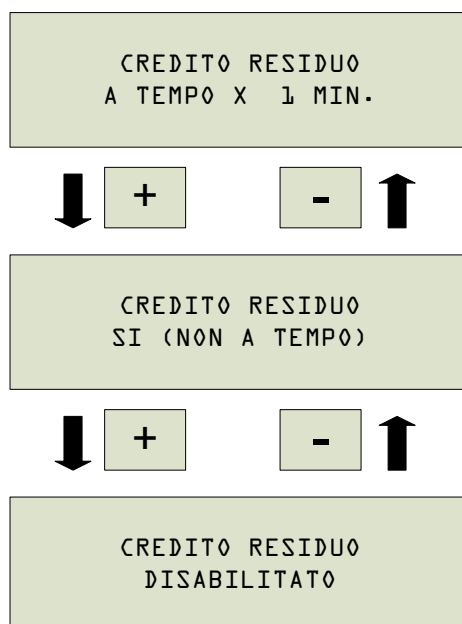 CREDITO RESIDUO
A TEMPO X 1 MIN.
+ -
CREDITO RESIDUO
SI (NON A TEMPO)
+ -
CREDITO RESIDUO
DISABILITATO